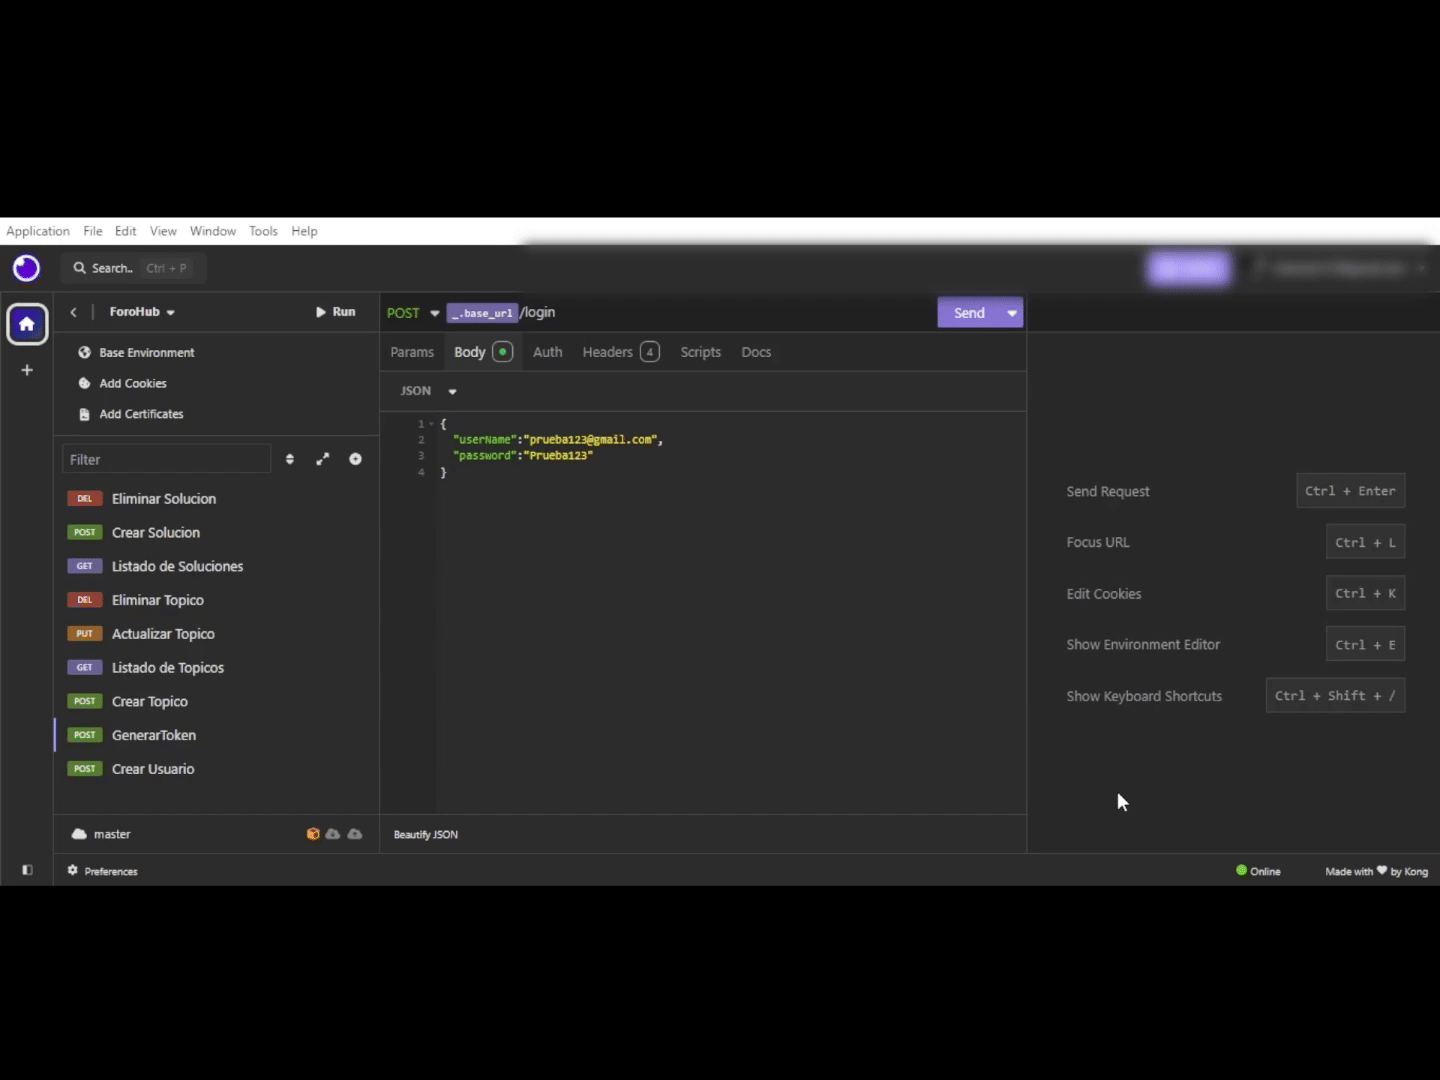 Application File Edit View Window Tools Help
Search.. Ctrl + P
ForoHub Run
Base Environment
Add Cookies
Add Certificates
Filter
DEL Eliminar Solucion
POST Crear Solucion
GET Listado de Soluciones
DEL Eliminar Topico
PUT Actualizar Topico
GET Listado de Topicos
POST Crear Topico
POST GenerarToken
POST Crear Usuario
master
Preferences
POST _.base_url/login Send
Params Body Auth Headers 4 Scripts Docs
JSON
1 {
2 "userName":"prueba123@gmail.com",
3 "password":"Prueba123"
4 }
Beautify JSON
Send Request Ctrl + Enter
Focus URL Ctrl + L
Edit Cookies Ctrl + K
Show Environment Editor Ctrl + E
Show Keyboard Shortcuts Ctrl + Shift + /
Online Made with ♥ by Kong